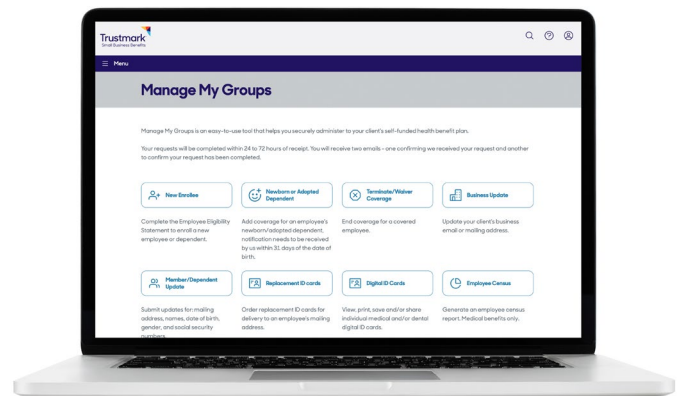 Trustmark
Small Business Benefits
Menu
Manage My Groups
Manage My Groups is an easy-to-use tool that helps you securely administer to your client's self-funded health benefit plan.
Your requests will be completed within 24 to 72 hours of receipt. You will receive two emails - one confirming we received your request and another
to confirm your request has been completed.
New Enrollee
Complete the Employee Eligibility
Statement to enroll a new
employee or dependent.
Newborn or Adopted
Dependent
Add coverage for an employee's
newborn/adopted dependent,
notification needs to be received
by us within 31 days of the date of
birth.
Terminate/Waiver
Coverage
End coverage for a covered
employee.
Business Update
Update your client's business
email or mailing address.
Member/Dependent
Update
Submit updates for: mailing
address, names, date of birth,
gender, and social security
numbers.
Replacement ID cards
Order replacement ID cards for
delivery to an employee's mailing
address.
Digital ID Cards
View, print, save and/or share
individual medical and/or dental
digital ID cards.
Employee Census
Generate an employee census
report. Medical benefits only.